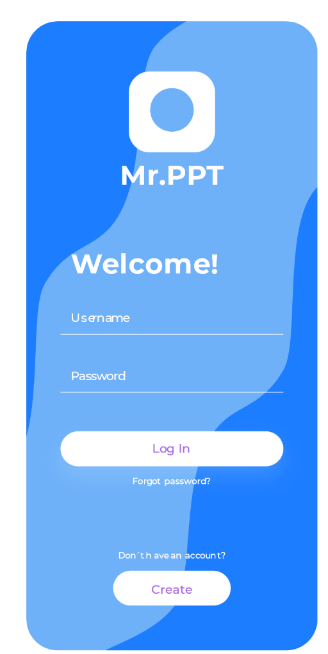 Mr.PPT
Welcome!
Username
Password
Log In
Forgot password?
Don´t have an account?
Create